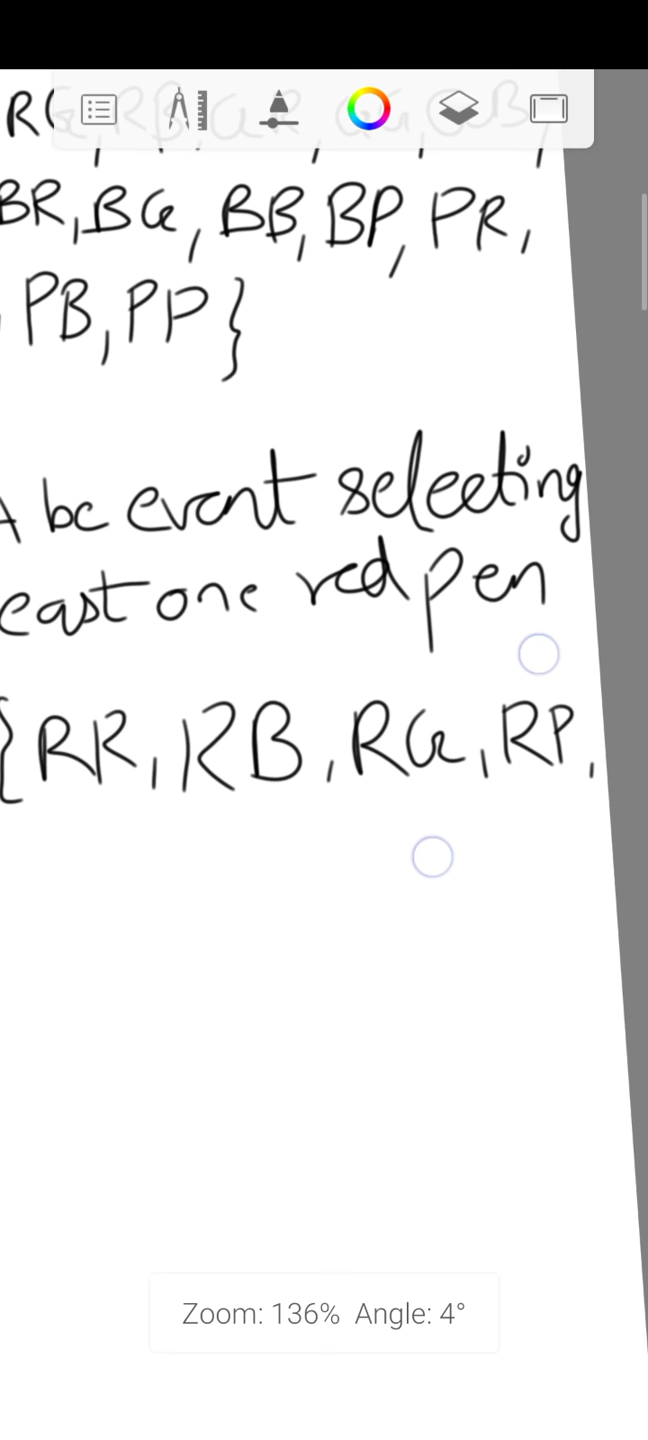 BR, BG, BB, BP, PR,
, PB, PP}
A be event selecting
east one red pen
{RR, RB, RG, RP,
Zoom: 136% Angle: 4°